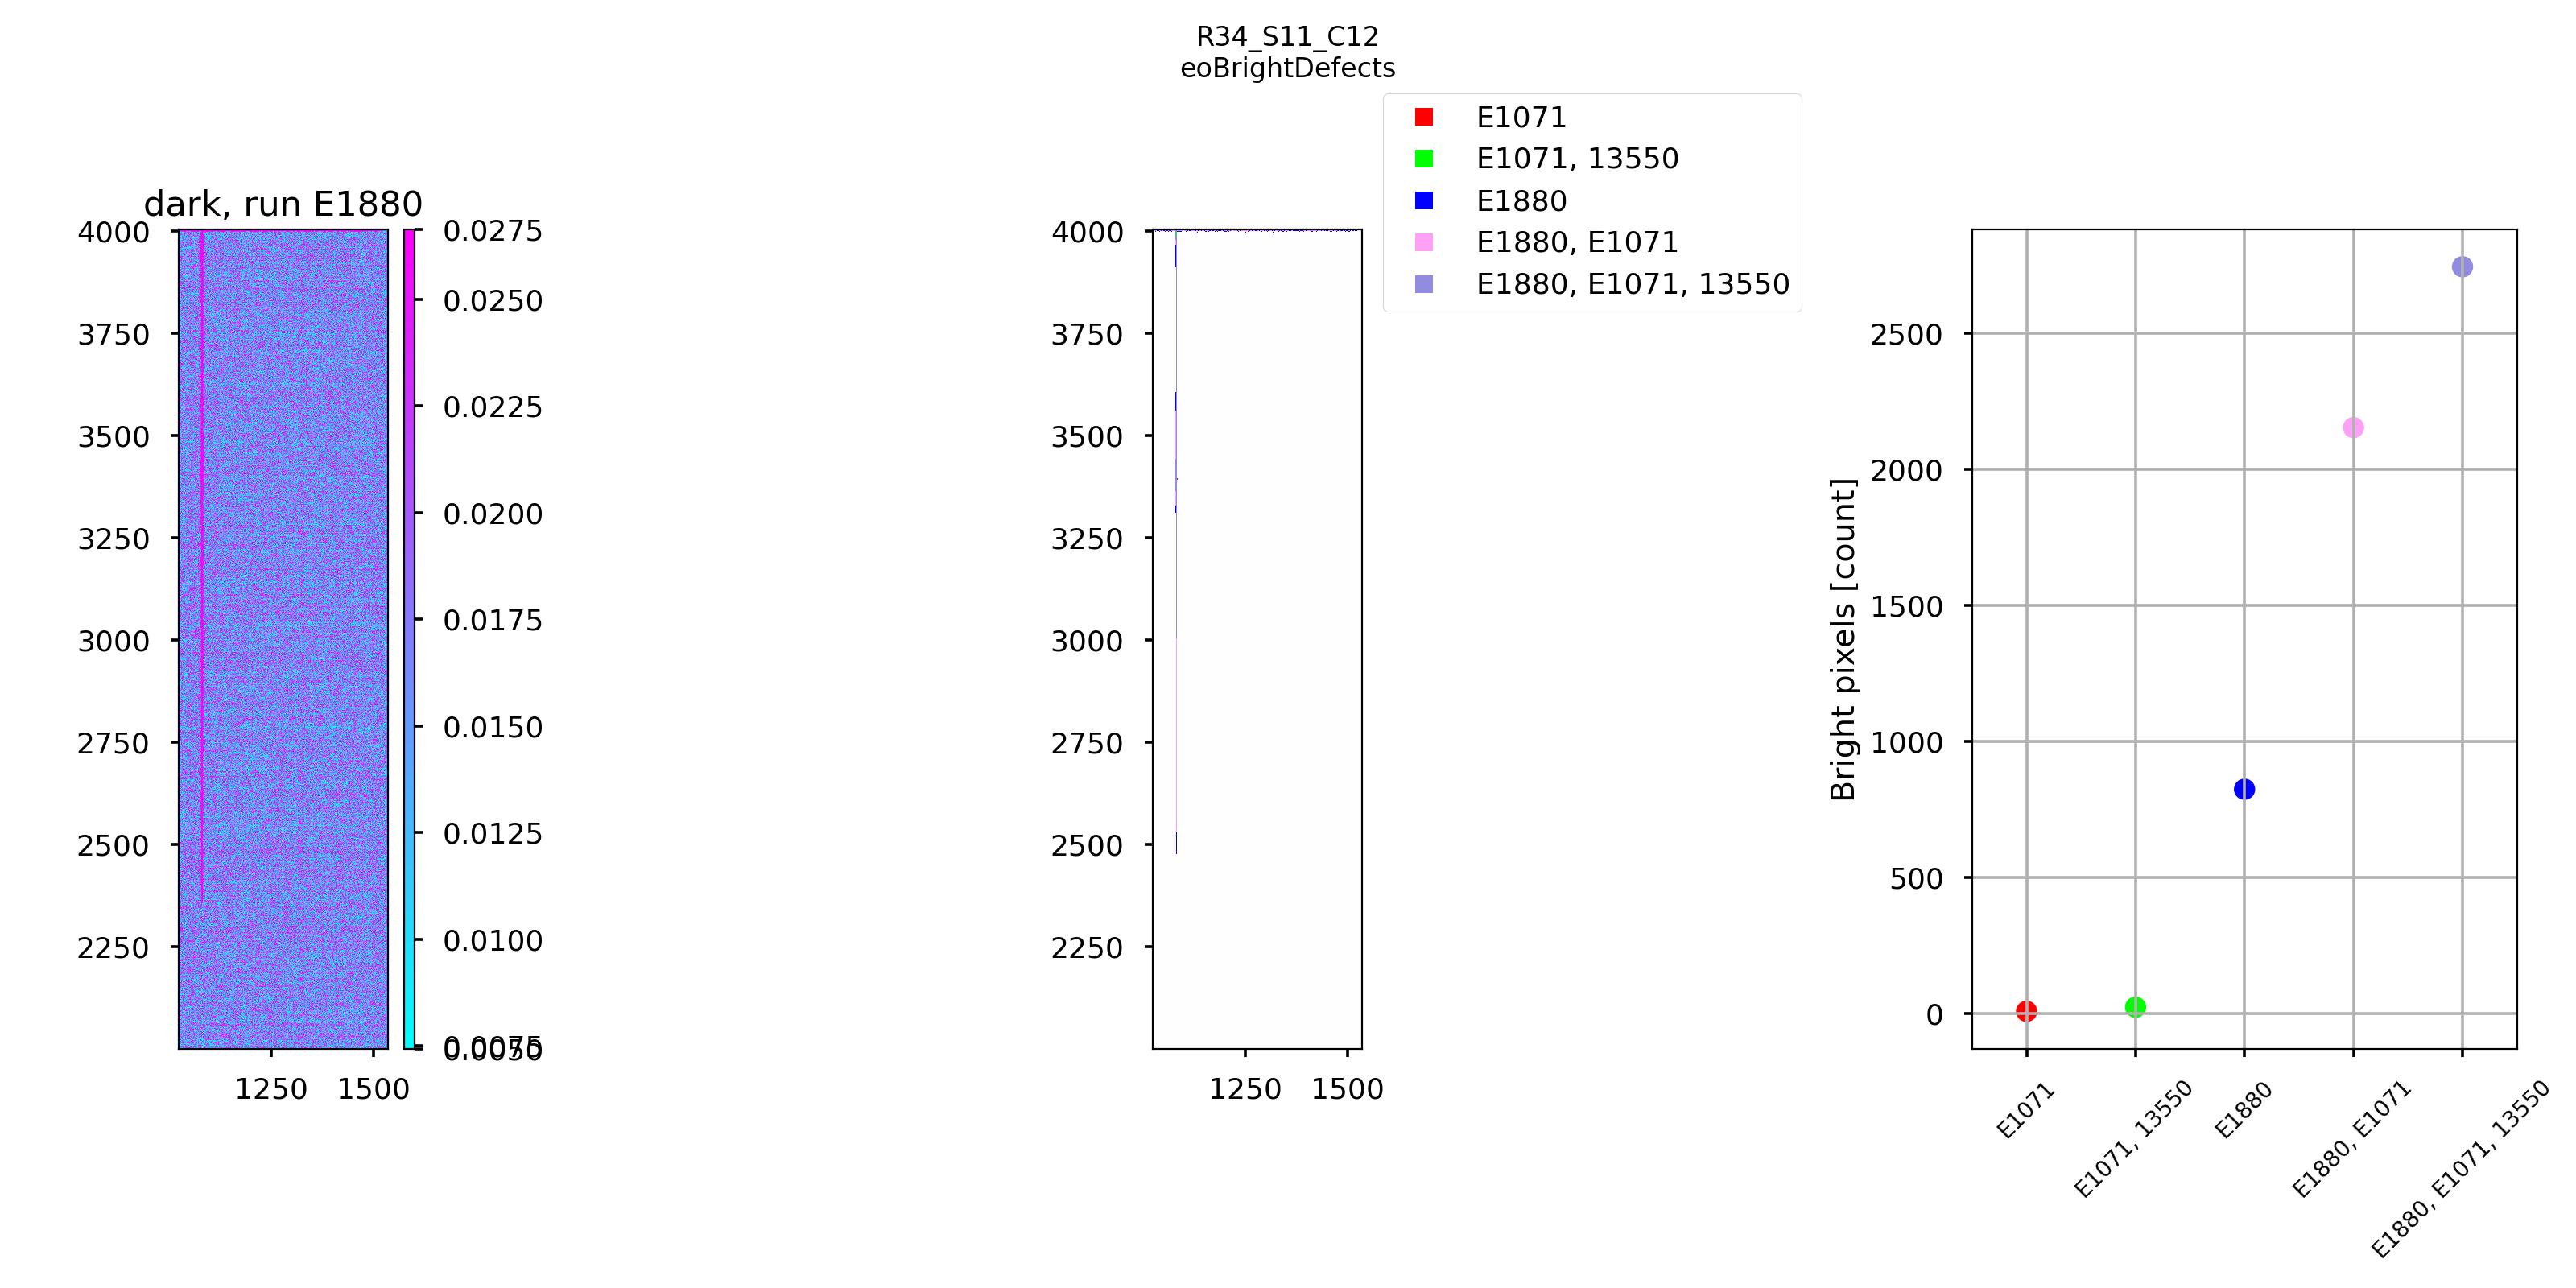 R34_S11_C12
eoBrightDefects
E1071
E1071, 13550
E1880
E1880, E1071
E1880, E1071, 13550
dark, run E1880
4000
3750
3500
3250
3000
2750
2500
2250
1250 1500
0.0275
0.0250
0.0225
0.0200
0.0175
0.0150
0.0125
0.0100
0.0075
4000
3750
3500
3250
3000
2750
2500
2250
1250 1500
Bright pixels [count]
2500
2000
1500
1000
500
0
E1071
E1071, 13550
E1880
E1880, E1071
E1880, E1071, 13550